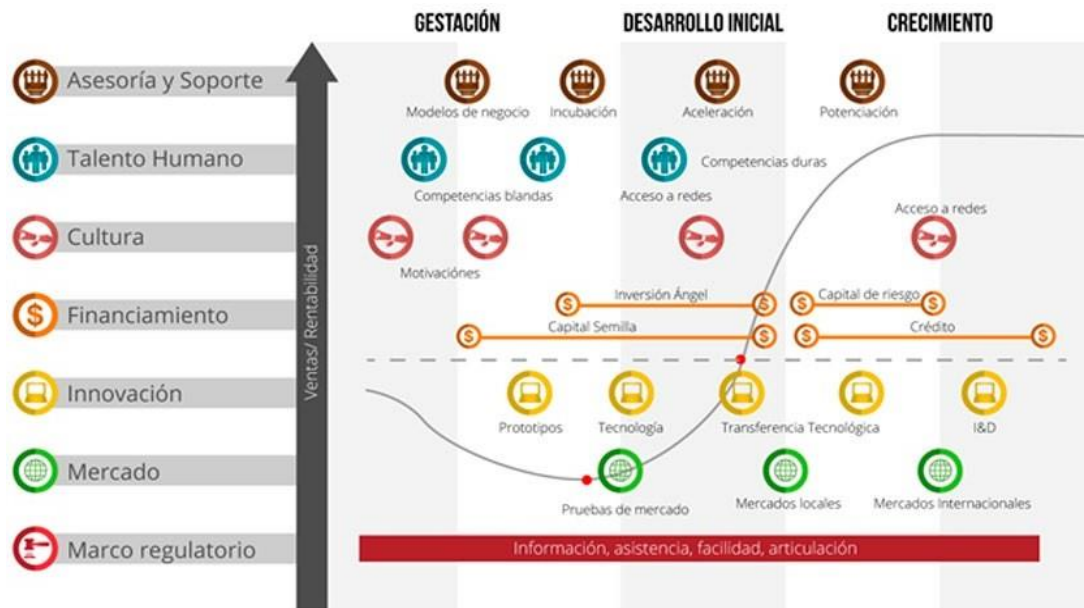 GESTACIÓN
DESARROLLO INICIAL
CRECIMIENTO
Asesoría y Soporte
Modelos de negocio
Incubación
Aceleración
Potenciación
Talento Humano
Competencias blandas
Acceso a redes
Competencias duras
Cultura
Motivaciónes
Acceso a redes
Ventas/ Rentabilidad
Financiamiento
Inversión Ángel
Capital de riesgo
Capital Semilla
Crédito
Innovación
Prototipos
Tecnología
Transferencia Tecnológica
I&D
Mercado
Pruebas de mercado
Mercados locales
Mercados Internacionales
Marco regulatorio
Información, asistencia, facilidad, articulación